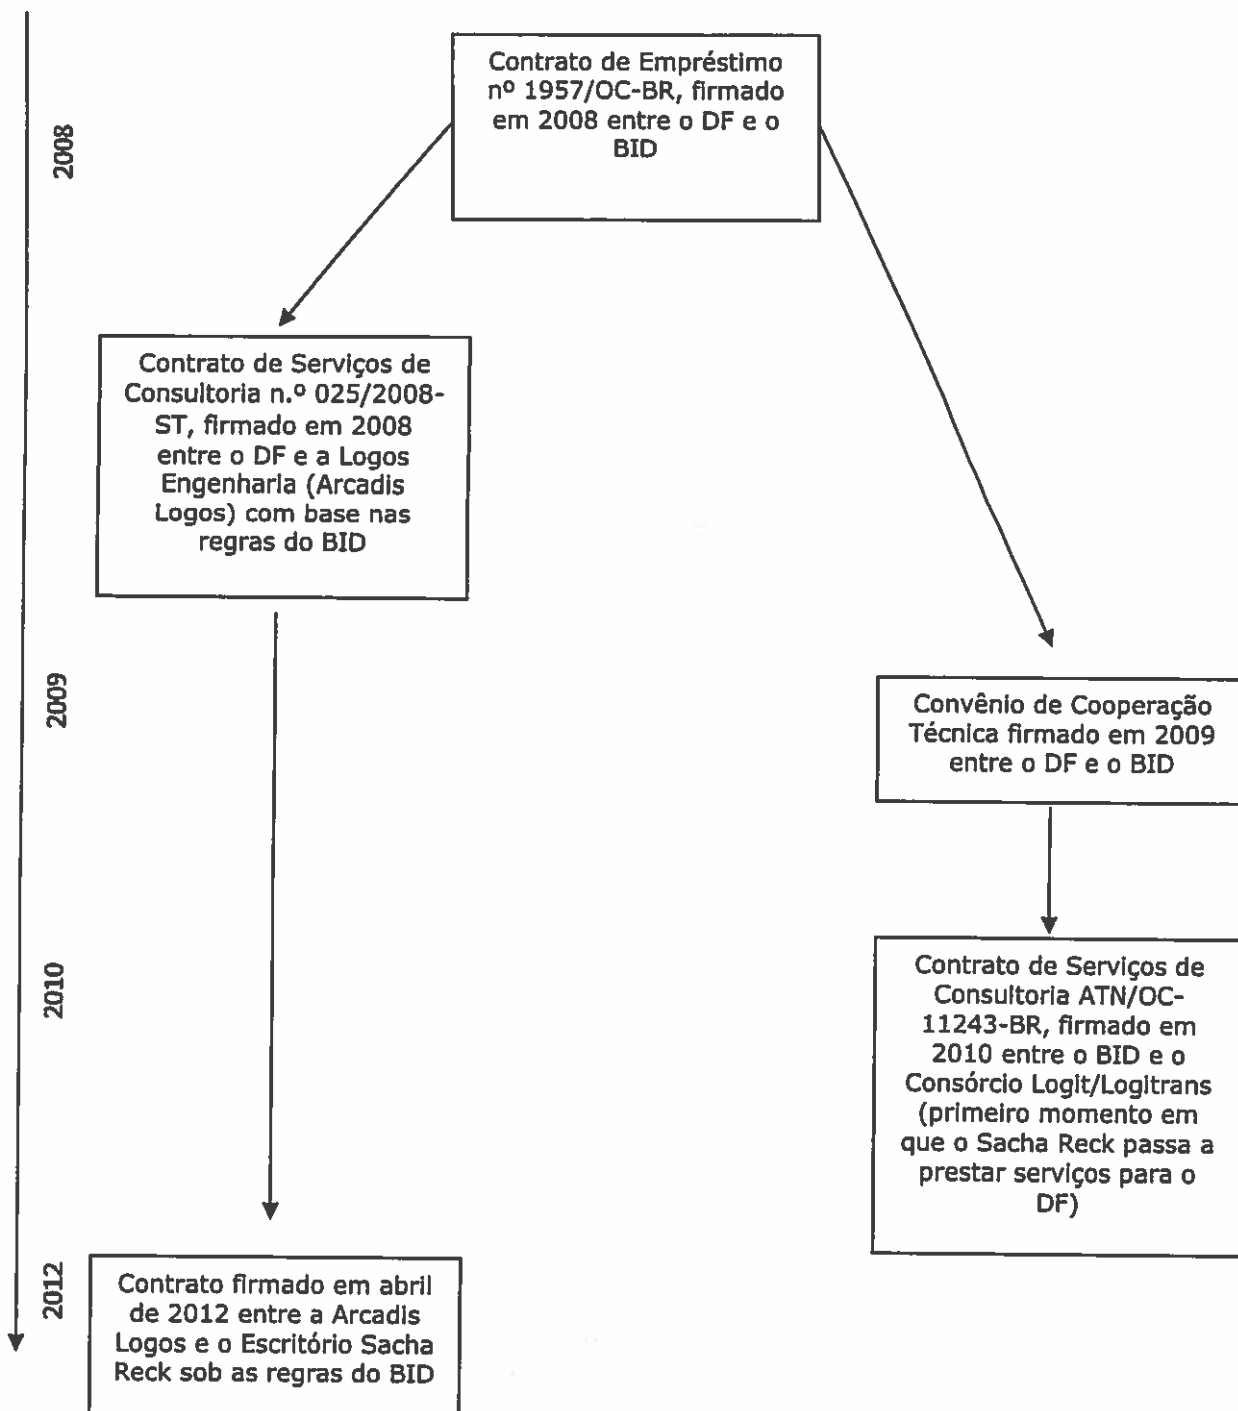 Contrato de Empréstimo
nº 1957/OC-BR, firmado
em 2008 entre o DF e o
BID
2008
Contrato de Serviços de
Consultoria n.º 025/2008-
ST, firmado em 2008
entre o DF e a Logos
Engenharia (Arcadis
Logos) com base nas
regras do BID
2009
Convênio de Cooperação
Técnica firmado em 2009
entre o DF e o BID
2010
Contrato de Serviços de
Consultoria ATN/OC-
11243-BR, firmado em
2010 entre o BID e o
Consórcio Logit/Logitrans
(primeiro momento em
que o Sacha Reck passa a
prestar serviços para o
DF)
2012
Contrato firmado em abril
de 2012 entre a Arcadis
Logos e o Escritório Sacha
Reck sob as regras do BID